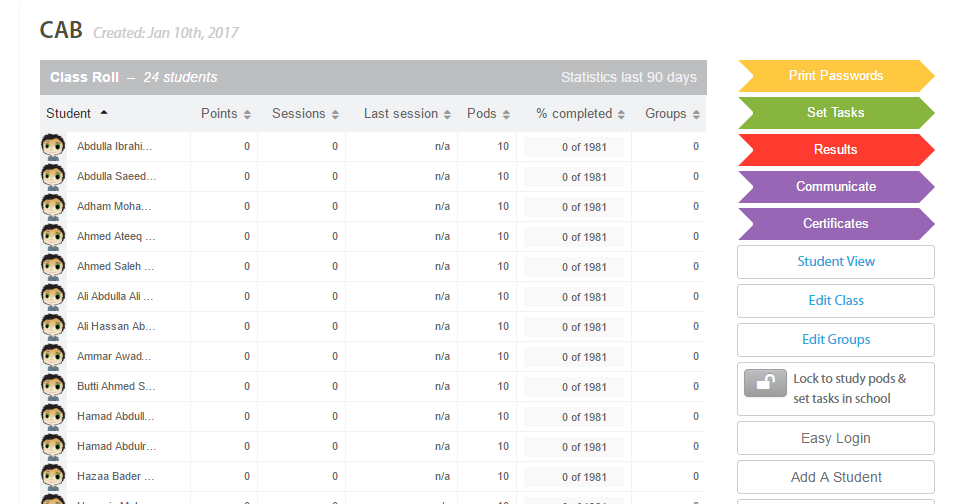 CAB Created: Jan 10th, 2017
Class Roll – 24 students Statistics last 90 days
Student Points Sessions Last session Pods % completed Groups
Abdulla Ibrahi... 0 0 n/a 10 0 of 1981 0
Abdulla Saeed... 0 0 n/a 10 0 of 1981 0
Adham Moha... 0 0 n/a 10 0 of 1981 0
Ahmed Ateeq ... 0 0 n/a 10 0 of 1981 0
Ahmed Saleh ... 0 0 n/a 10 0 of 1981 0
Ali Abdulla Ali ... 0 0 n/a 10 0 of 1981 0
Ali Hassan Ab... 0 0 n/a 10 0 of 1981 0
Ammar Awad... 0 0 n/a 10 0 of 1981 0
Butti Ahmed S... 0 0 n/a 10 0 of 1981 0
Hamad Abdull... 0 0 n/a 10 0 of 1981 0
Hamad Abdulr... 0 0 n/a 10 0 of 1981 0
Hazaa Bader ... 0 0 n/a 10 0 of 1981 0
Print Passwords
Set Tasks
Results
Communicate
Certificates
Student View
Edit Class
Edit Groups
Lock to study pods &
set tasks in school
Easy Login
Add A Student